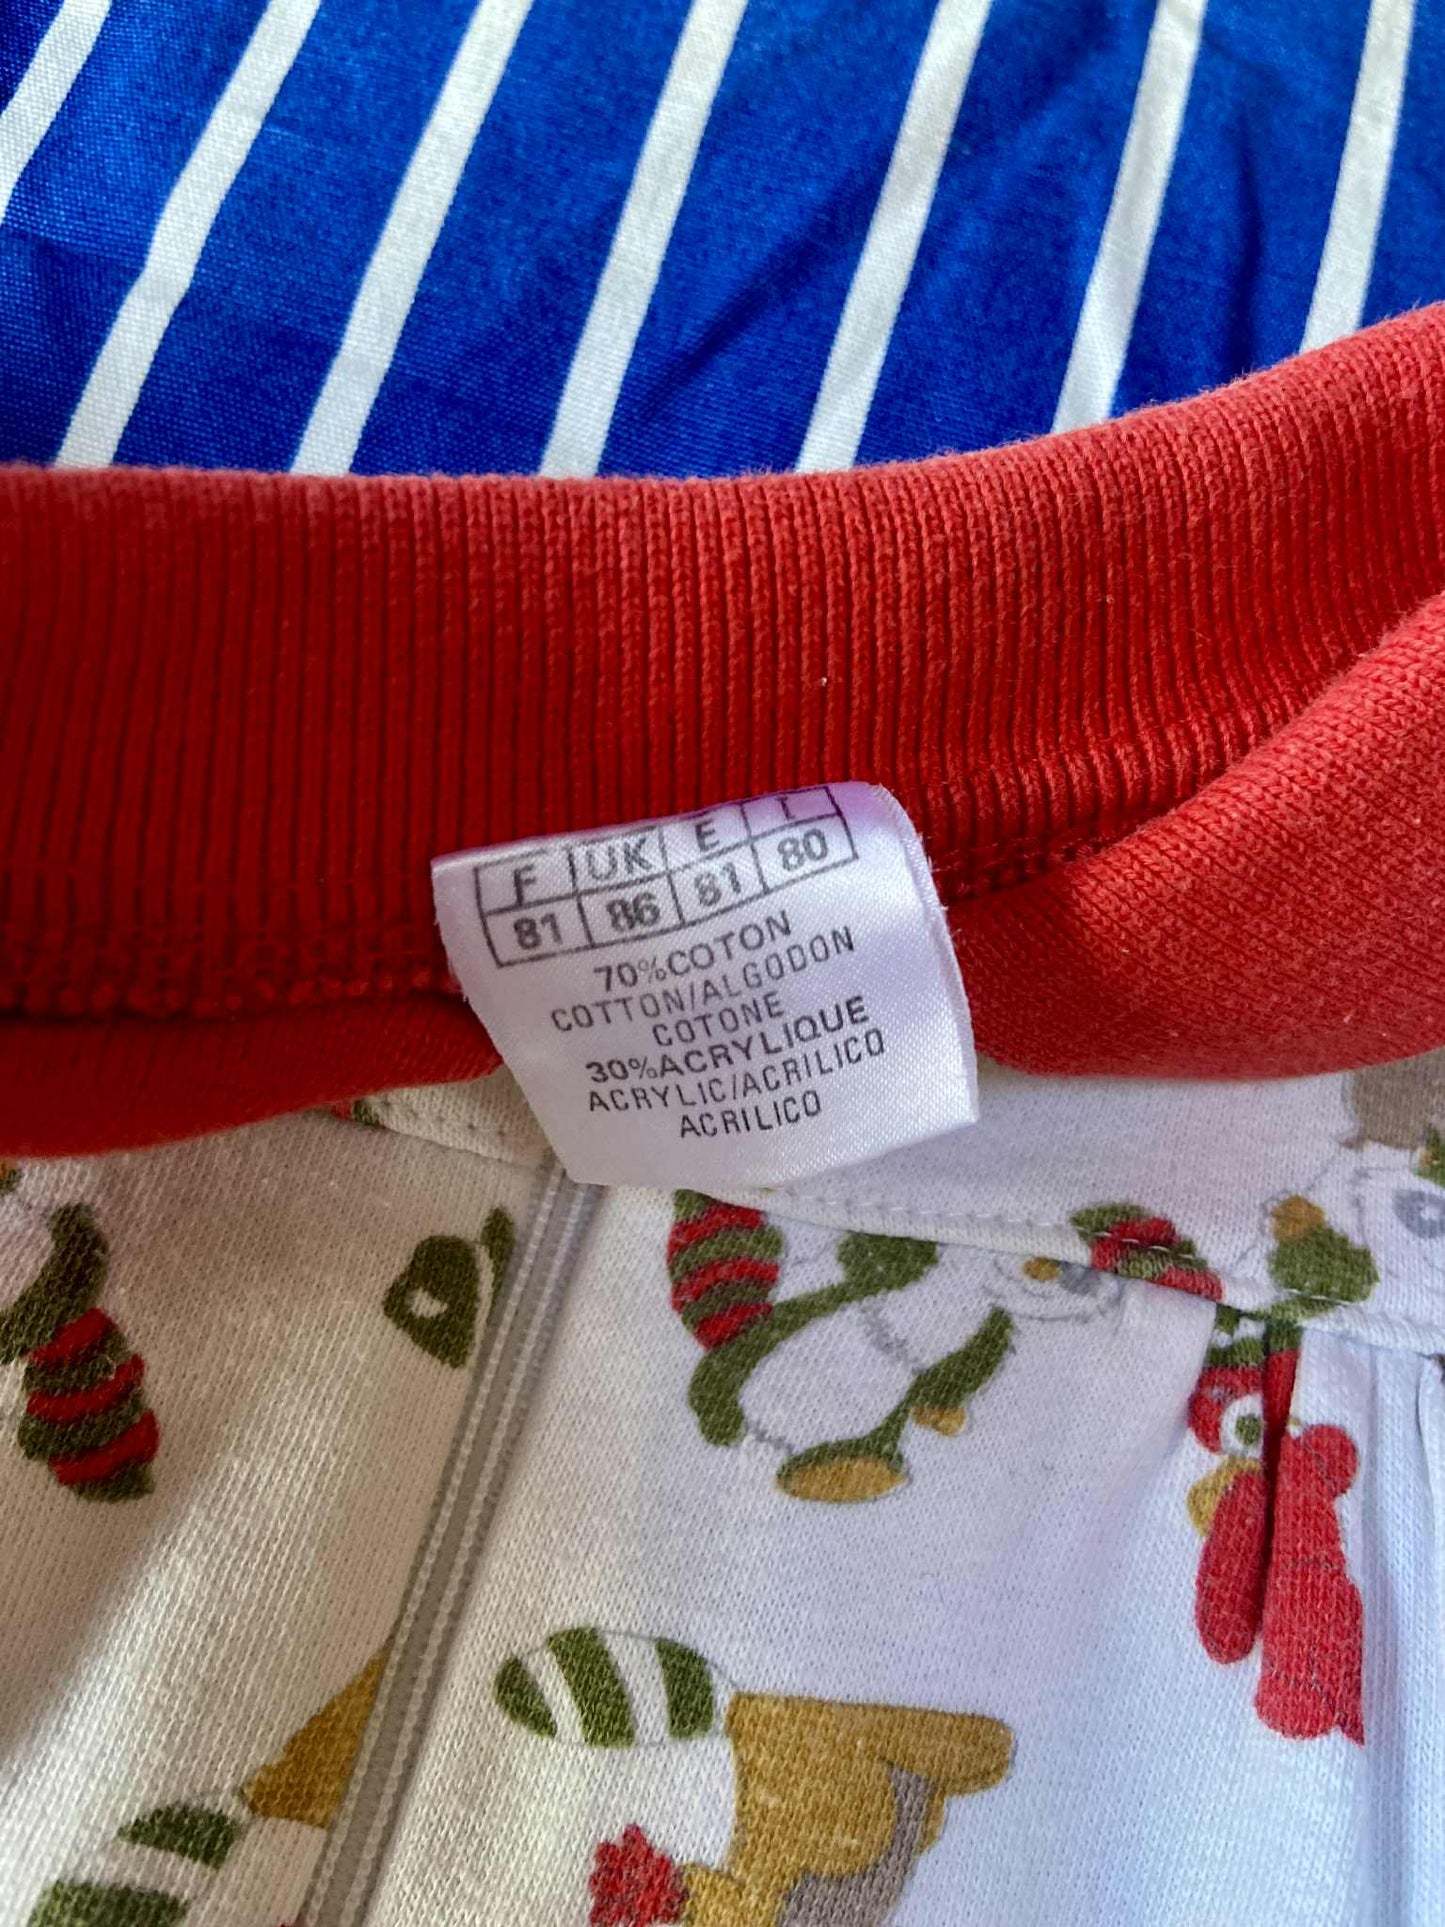 F UK E I
81 86 81 80
70%COTON
COTTON/ALGODON
COTONE
30%ACRYLIQUE
ACRYLIC/ACRILICO
ACRILICO